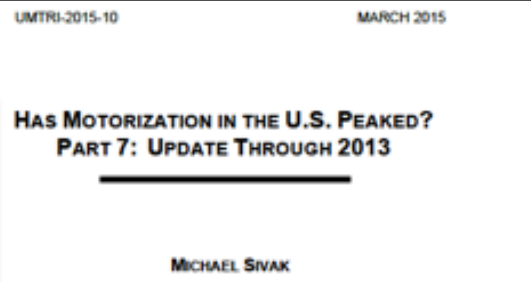 UMTRI-2015-10 MARCH 2015
HAS MOTORIZATION IN THE U.S. PEAKED?
PART 7: UPDATE THROUGH 2013
MICHAEL SIVAK